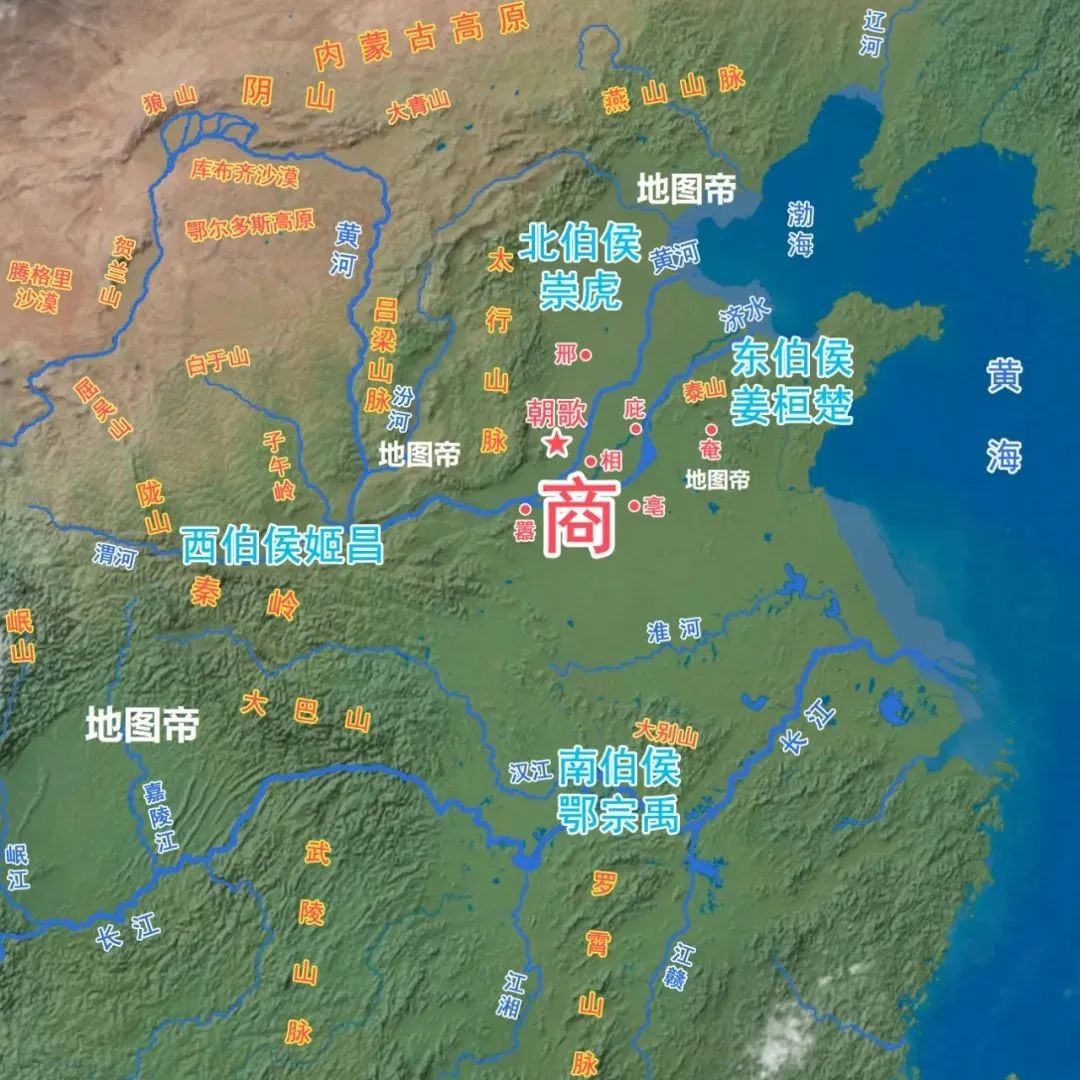 内蒙古高原
辽河
狼山
阴山
大青山
燕山山脉
库布齐沙漠
地图帝
鄂尔多斯高原
渤海
黄河
贺兰山
腾格里
沙漠
太行山脉
北伯侯
崇虎
黄河
吕梁山脉
济水
白于山
邢
东伯侯
姜桓楚
泰山
黄海
屈吴山
汾河
朝歌
庇
奄
子午岭
地图帝
相
地图帝
陇山
商
嚣
亳
西伯侯姬昌
渭河
秦岭
岷山
淮河
大巴山
地图帝
大别山
长江
汉江
南伯侯
鄂宗禹
嘉陵江
岷江
武陵山脉
罗霄山脉
长江
江湘
江赣